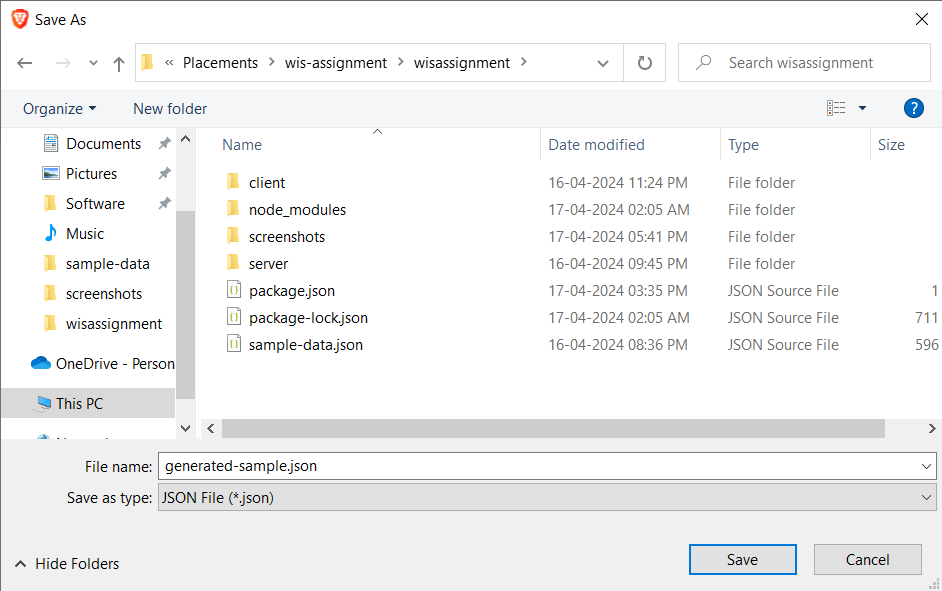 Save As
« Placements > wis-assignment > wisassignment >
Search wisassignment
Organize
New folder
?
Documents
Pictures
Software
Music
sample-data
screenshots
wisassignment
OneDrive - Person
This PC
Name Date modified Type Size
client 16-04-2024 11:24 PM File folder
node_modules 17-04-2024 02:05 AM File folder
screenshots 17-04-2024 05:41 PM File folder
server 16-04-2024 09:45 PM File folder
package.json 17-04-2024 03:35 PM JSON Source File 1
package-lock.json 17-04-2024 02:05 AM JSON Source File 711
sample-data.json 16-04-2024 08:36 PM JSON Source File 596
File name: generated-sample.json
Save as type: JSON File (*.json)
Hide Folders
Save
Cancel